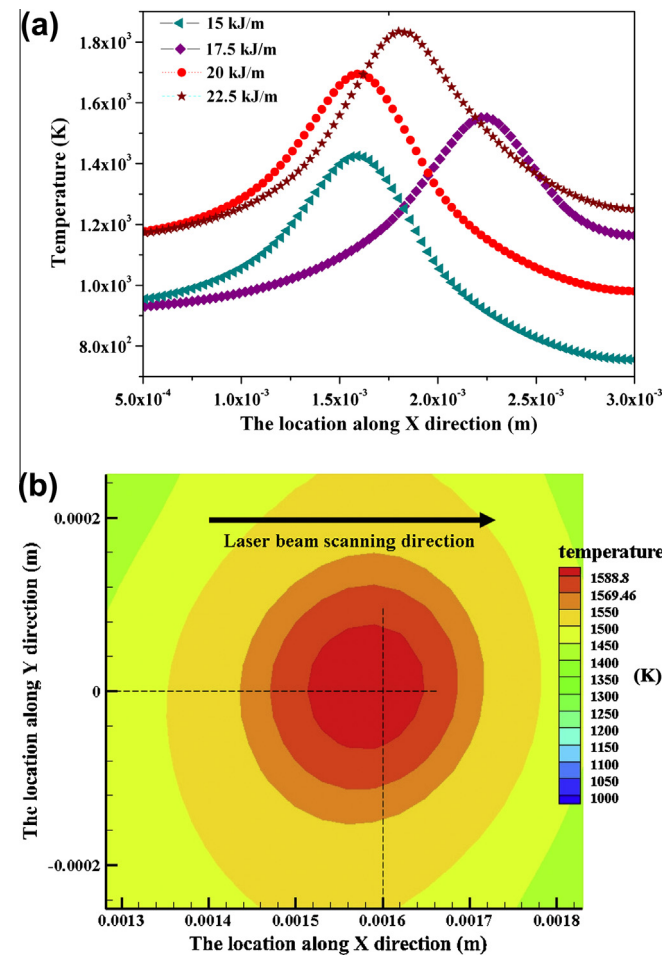 (a)
15 kJ/m
17.5 kJ/m
20 kJ/m
22.5 kJ/m
1.8x10³
1.6x10³
1.4x10³
1.2x10³
1.0x10³
8.0x10²
Temperature (K)
5.0x10⁻⁴ 1.0x10⁻³ 1.5x10⁻³ 2.0x10⁻³ 2.5x10⁻³ 3.0x10⁻³
The location along X direction (m)
(b)
0.0002
0
-0.0002
The location along Y direction (m)
Laser beam scanning direction
temperature
1588.8
1569.46
1550
1500
1450
1400
1350
1300
1250
1200
1150
1100
1050
1000
(K)
0.0013 0.0014 0.0015 0.0016 0.0017 0.0018
The location along X direction (m)